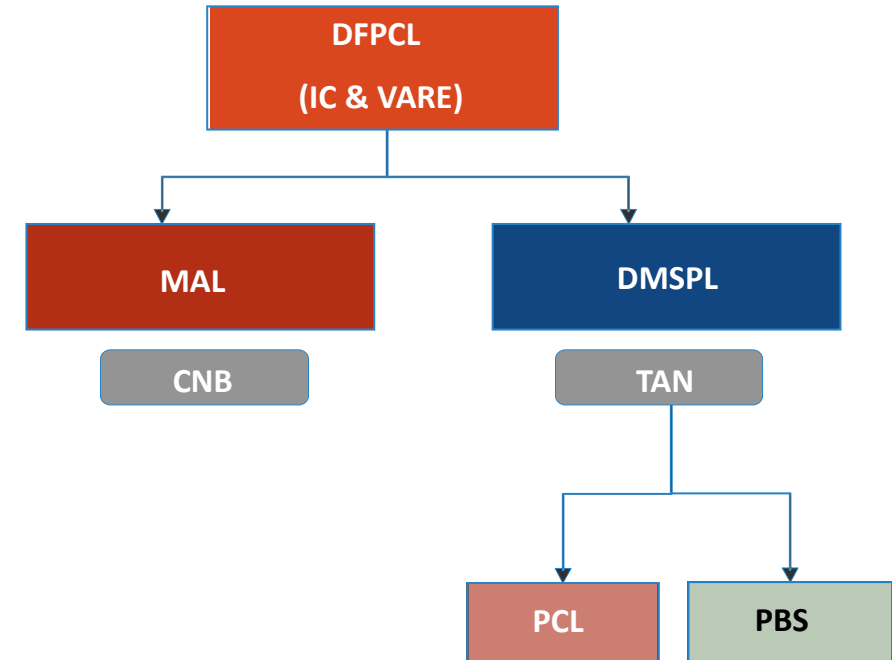 DFPCL
(IC & VARE)
MAL
DMSPL
CNB
TAN
PCL
PBS